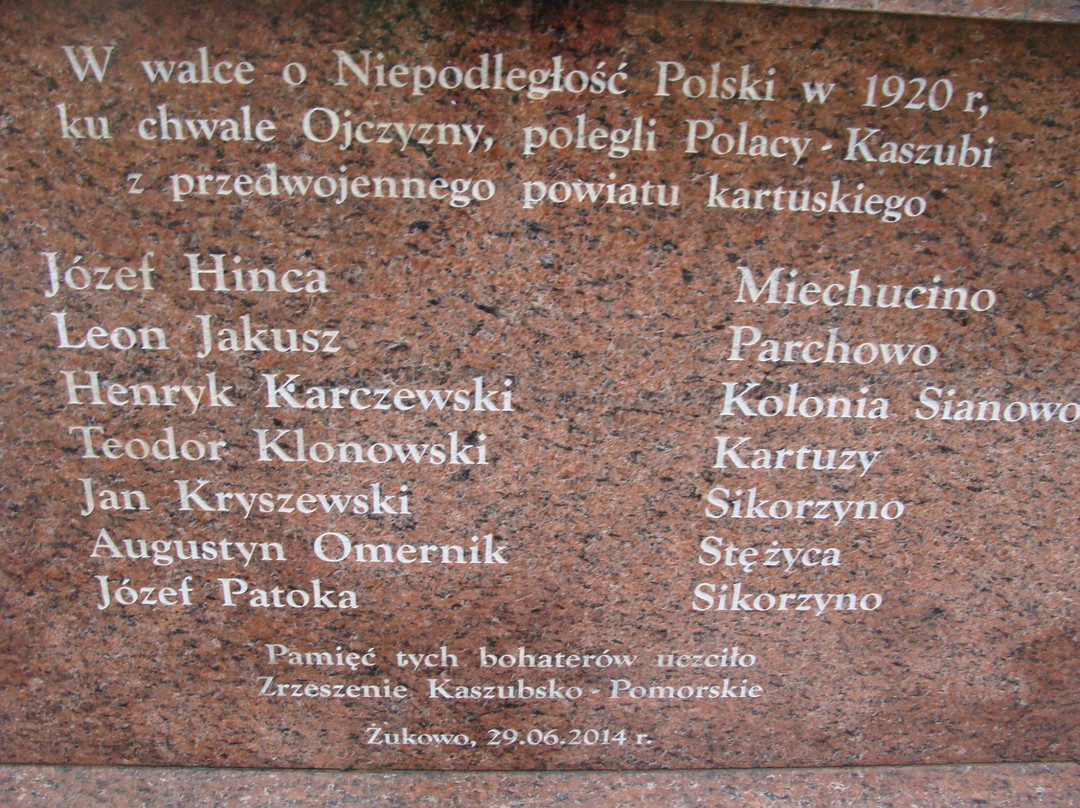 W walce o Niepodległość Polski w 1920 r,
ku chwale Ojczyzny, polegli Polacy - Kaszubi
z przedwojennego powiatu kartuskiego
Józef Hinca Miechucino
Leon Jakusz Parchowo
Henryk Karczewski Kolonia Sianowo
Teodor Klonowski Kartuzy
Jan Kryszewski Sikorzyno
Augustyn Omernik Stężyca
Józef Patoka Sikorzyno
Pamięć tych bohaterów uczciło
Zrzeszenie Kaszubsko - Pomorskie
Żukowo, 29.06.2014 r.